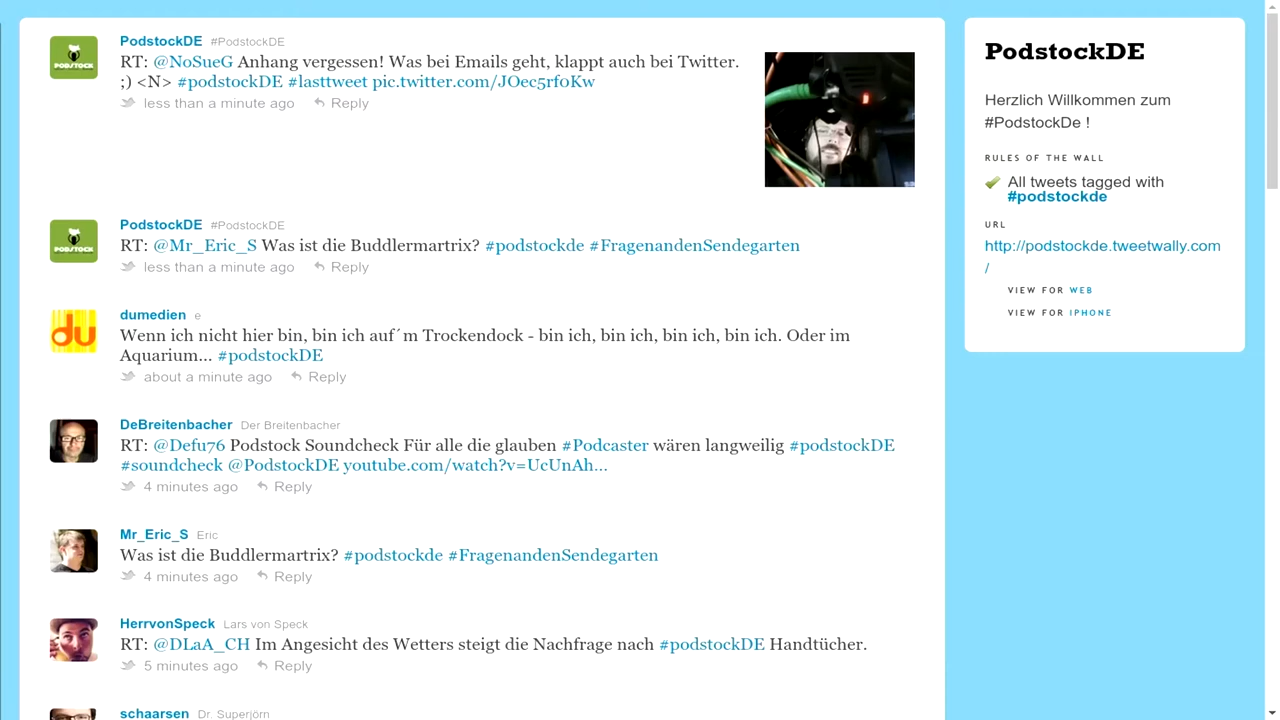 PodstockDE #PodstockDE
RT: @NoSueG Anhang vergessen! Was bei Emails geht, klappt auch bei Twitter.
;) <N> #podstockDE #lasttweet pic.twitter.com/JOec5rf0Kw
less than a minute ago Reply
PODSTOCK
PodstockDE #PodstockDE
RT: @Mr_Eric_S Was ist die Buddlermartrix? #podstockde #FragenandenSendegarten
less than a minute ago Reply
PODSTOCK
dumedien e
Wenn ich nicht hier bin, bin ich auf´m Trockendock - bin ich, bin ich, bin ich, bin ich. Oder im
Aquarium... #podstockDE
about a minute ago Reply
du
DeBreitenbacher Der Breitenbacher
RT: @Defu76 Podstock Soundcheck Für alle die glauben #Podcaster wären langweilig #podstockDE
#soundcheck @PodstockDE youtube.com/watch?v=UcUnAh...
4 minutes ago Reply
Mr_Eric_S Eric
Was ist die Buddlermartrix? #podstockde #FragenandenSendegarten
4 minutes ago Reply
HerrvonSpeck Lars von Speck
RT: @DLaA_CH Im Angesicht des Wetters steigt die Nachfrage nach #podstockDE Handtücher.
5 minutes ago Reply
schaarsen Dr. Superjörn
PodstockDE
Herzlich Willkommen zum
#PodstockDe !
RULES OF THE WALL
All tweets tagged with
#podstockde
URL
http://podstockde.tweetwally.com
/
VIEW FOR WEB
VIEW FOR IPHONE